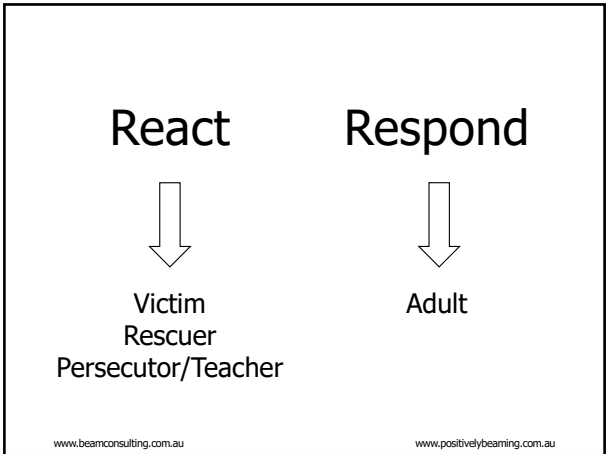 React Respond
Victim Adult
Rescuer
Persecutor/Teacher
www.beamconsulting.com.au www.positivelybeaming.com.au